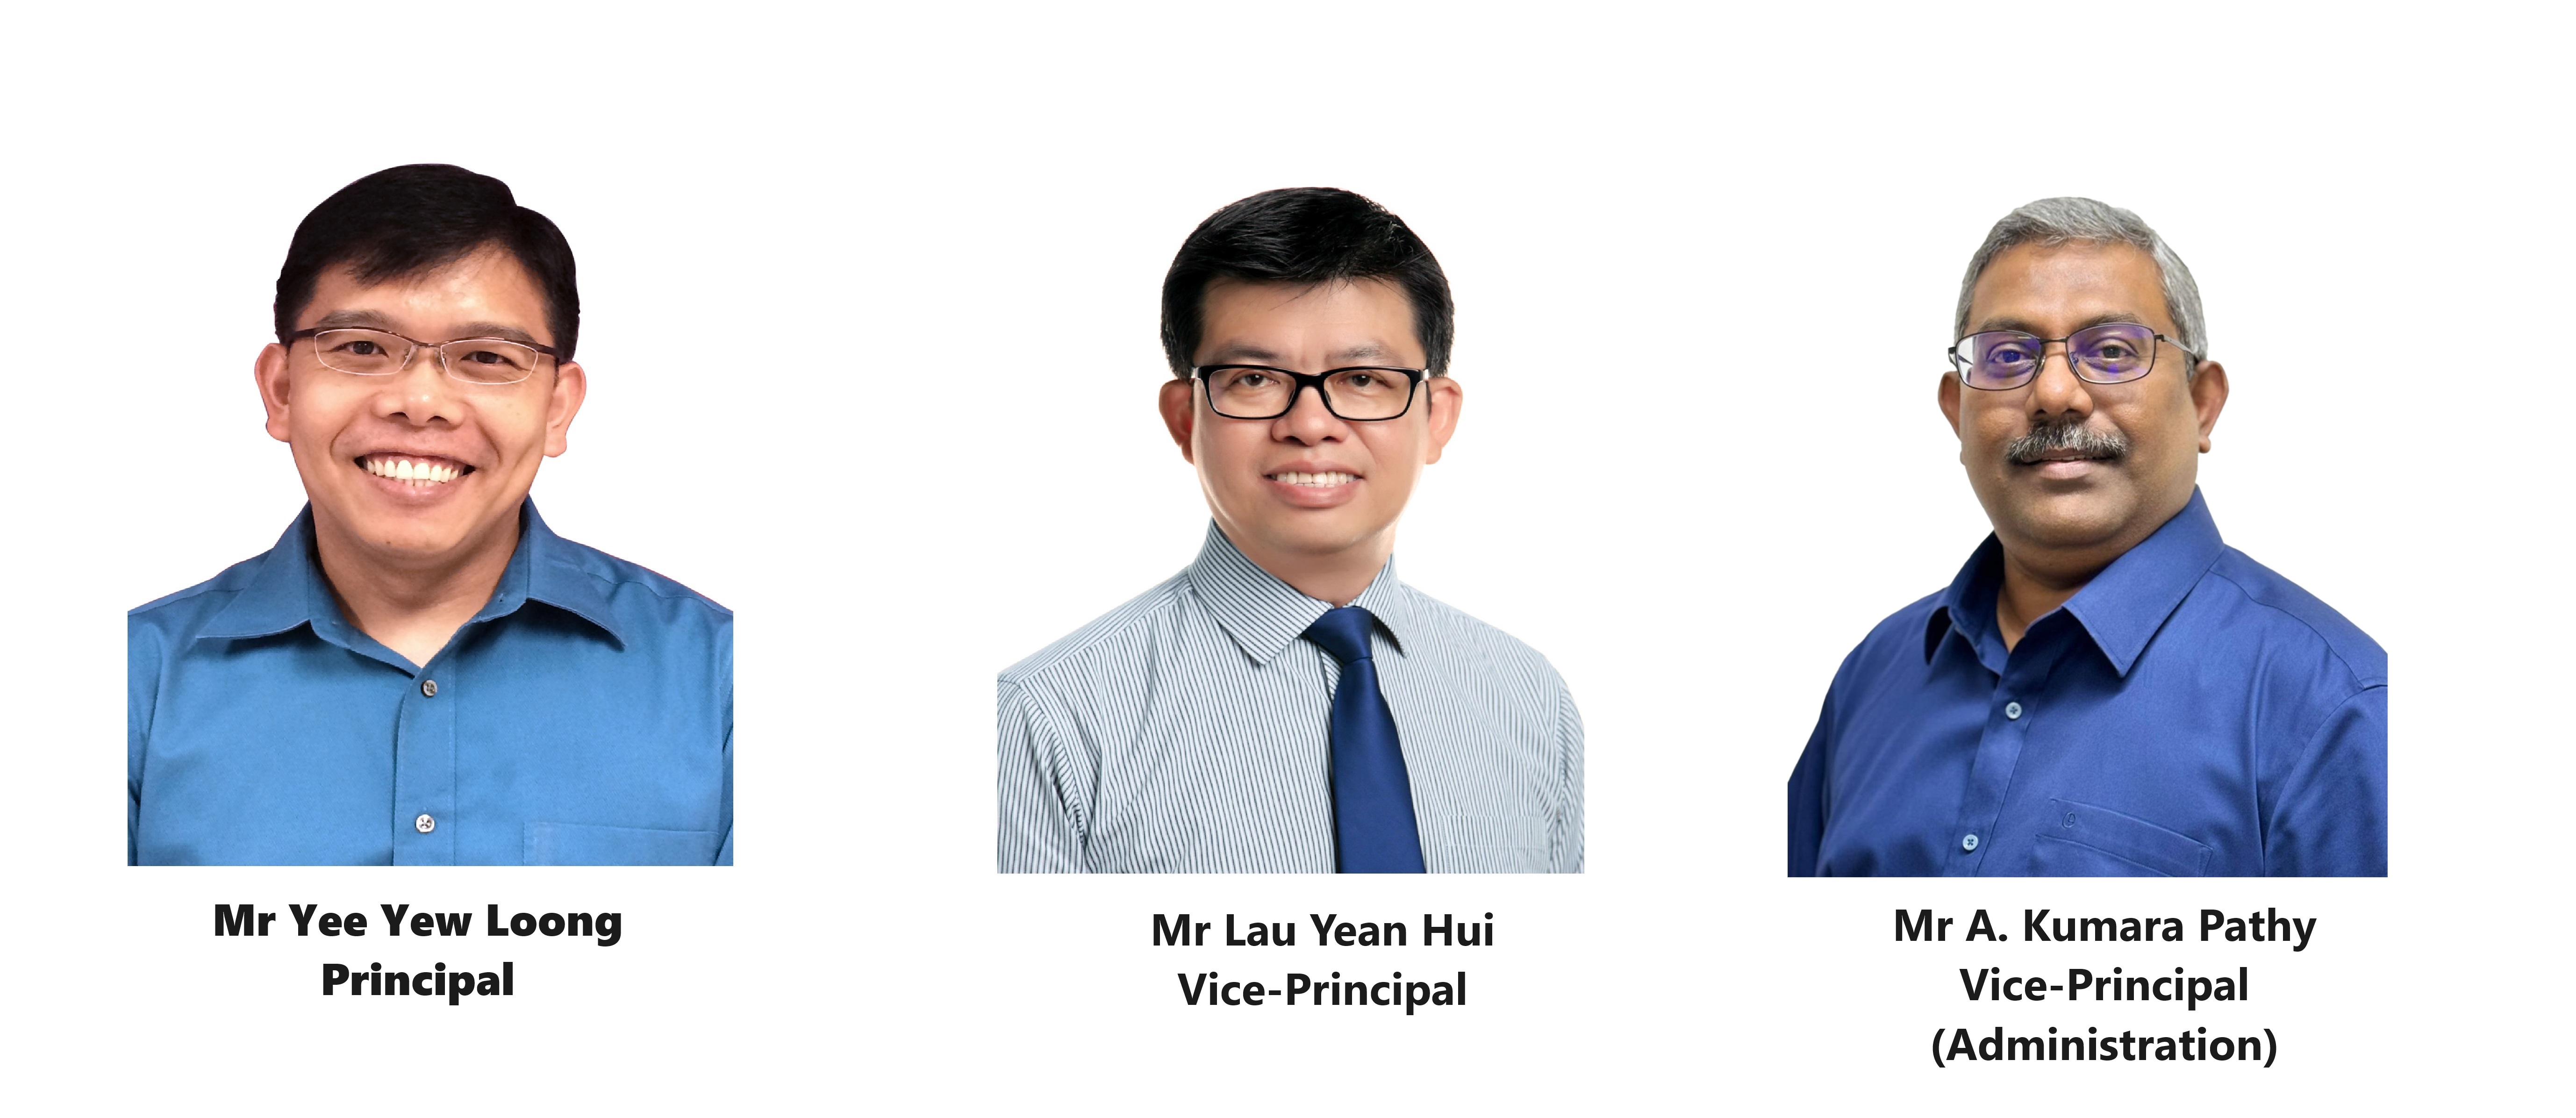 Mr Yee Yew Loong
Principal
Mr Lau Yean Hui
Vice-Principal
Mr A. Kumara Pathy
Vice-Principal
(Administration)